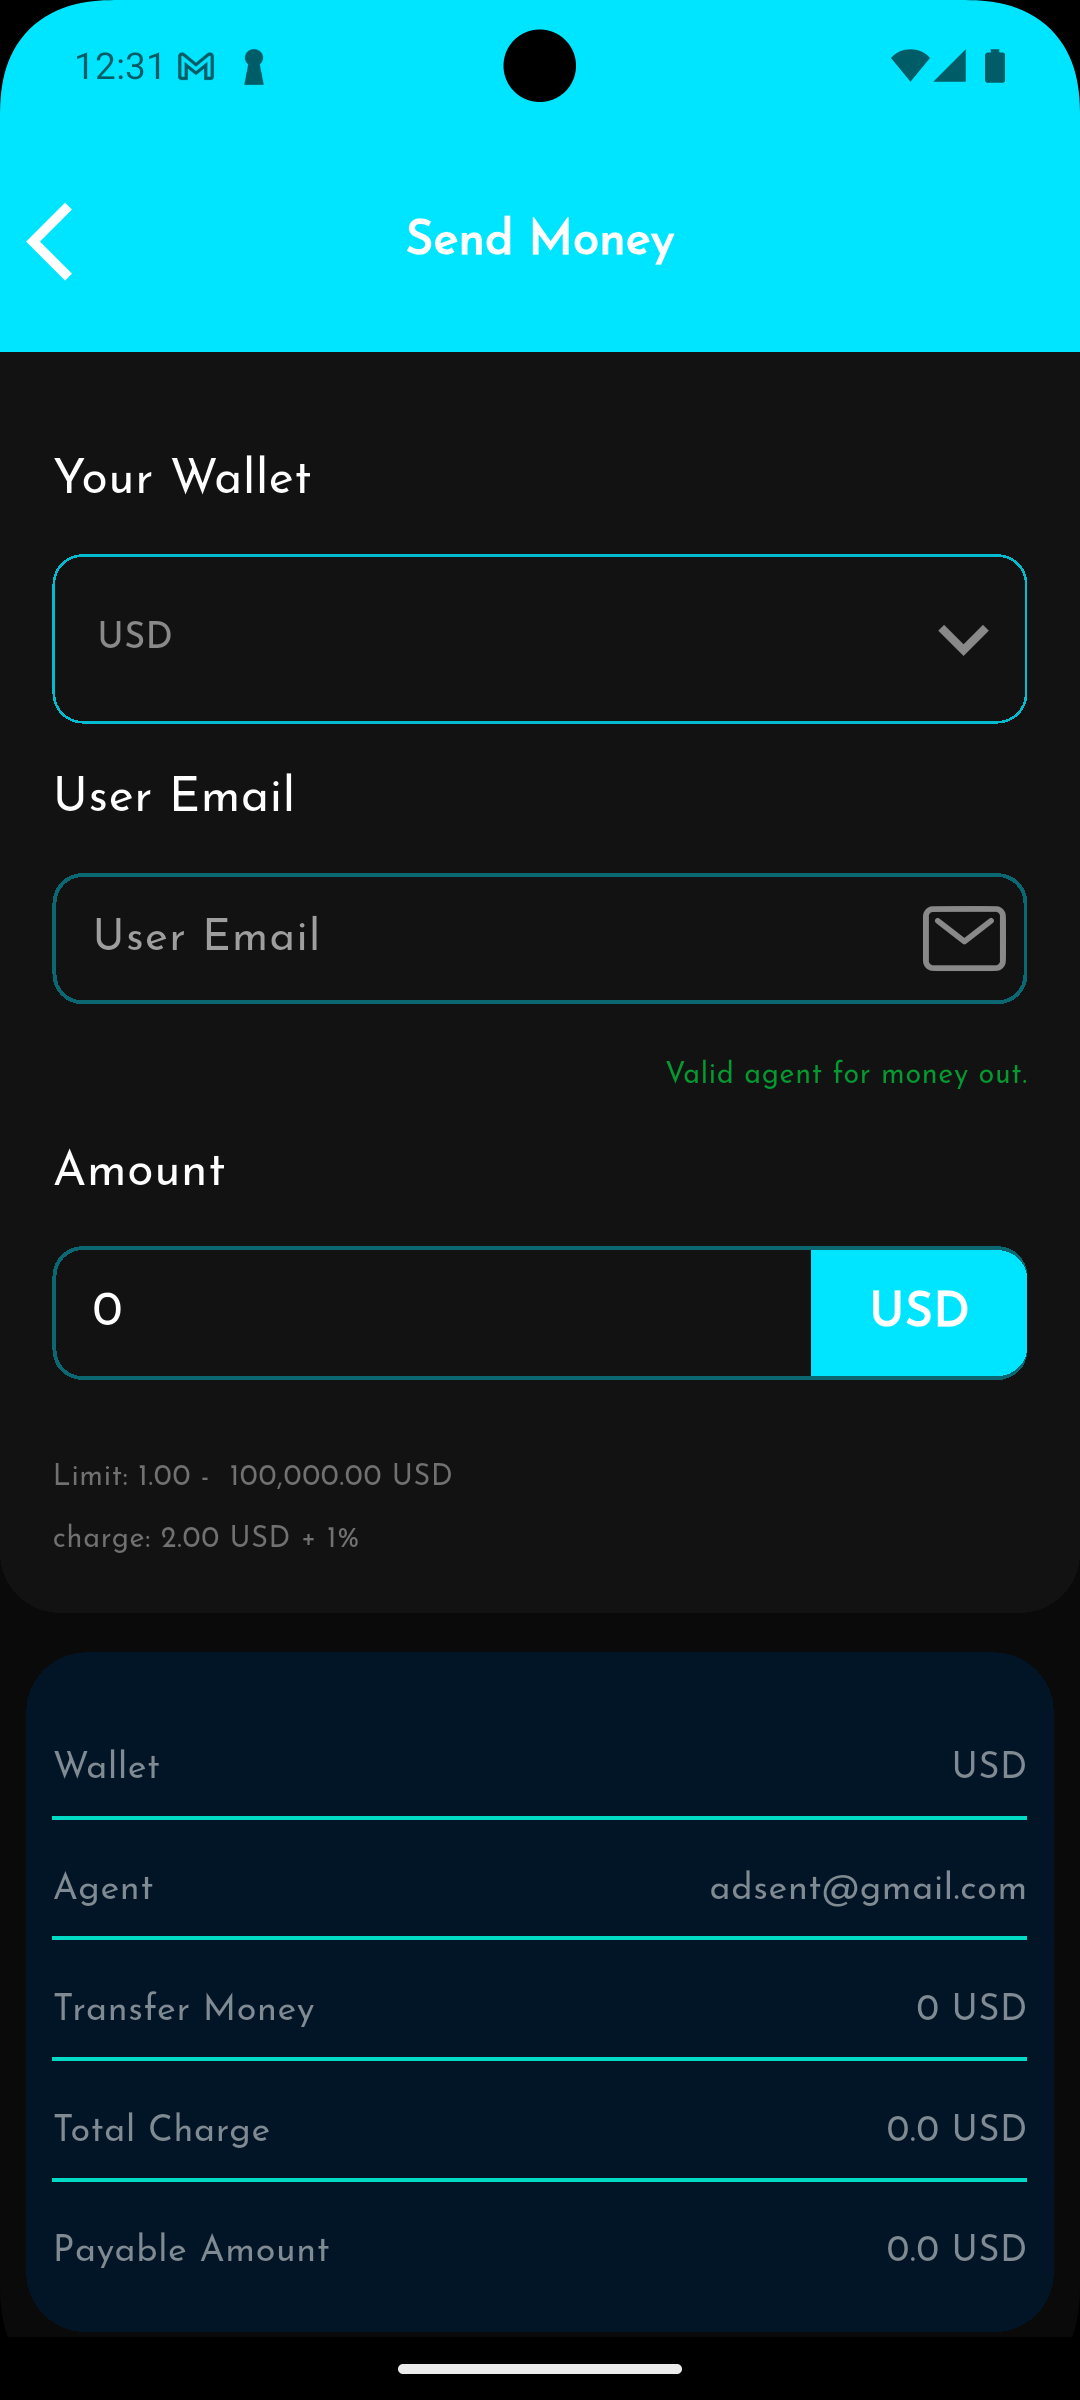 12:31
Send Money
Your Wallet
USD
User Email
User Email
Valid agent for money out.
Amount
0 USD
Limit: 1.00 - 100,000.00 USD
charge: 2.00 USD + 1%
Wallet USD
Agent adsent@gmail.com
Transfer Money 0 USD
Total Charge 0.0 USD
Payable Amount 0.0 USD